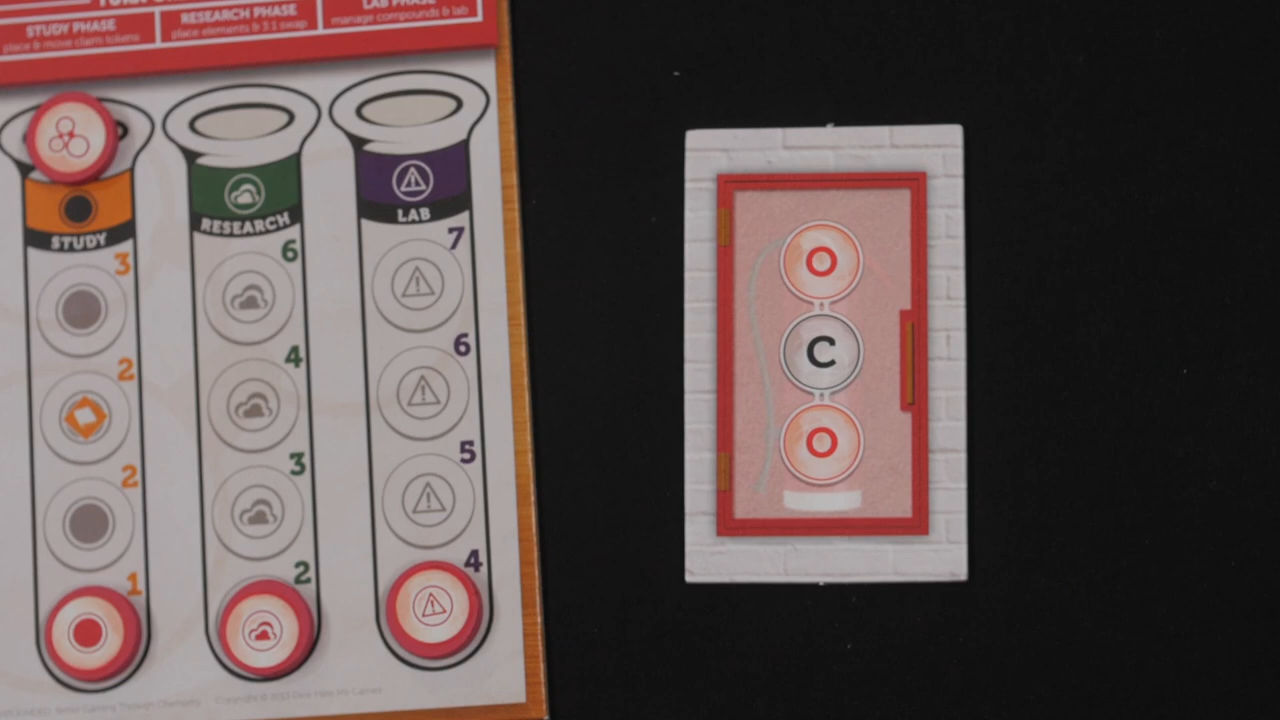 STUDY PHASE
place & move claim tokens
RESEARCH PHASE
place elements & 3:1 swap
LAB PHASE
manage compounds & lab
STUDY
3
2
2
1
RESEARCH
6
4
3
2
LAB
7
6
5
4
O
C
O